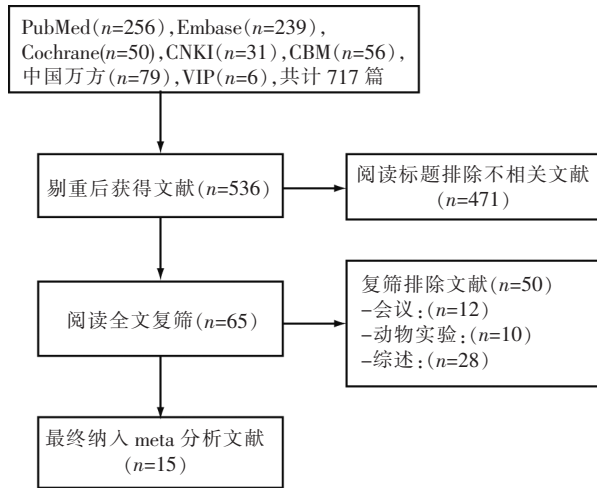 PubMed(n=256),Embase(n=239),
Cochrane(n=50),CNKI(n=31),CBM(n=56),
中国万方(n=79),VIP(n=6),共计 717 篇
剔重后获得文献(n=536)
阅读标题排除不相关文献
(n=471)
阅读全文复筛(n=65)
复筛排除文献(n=50)
-会议:(n=12)
-动物实验:(n=10)
-综述:(n=28)
最终纳入 meta 分析文献
(n=15)